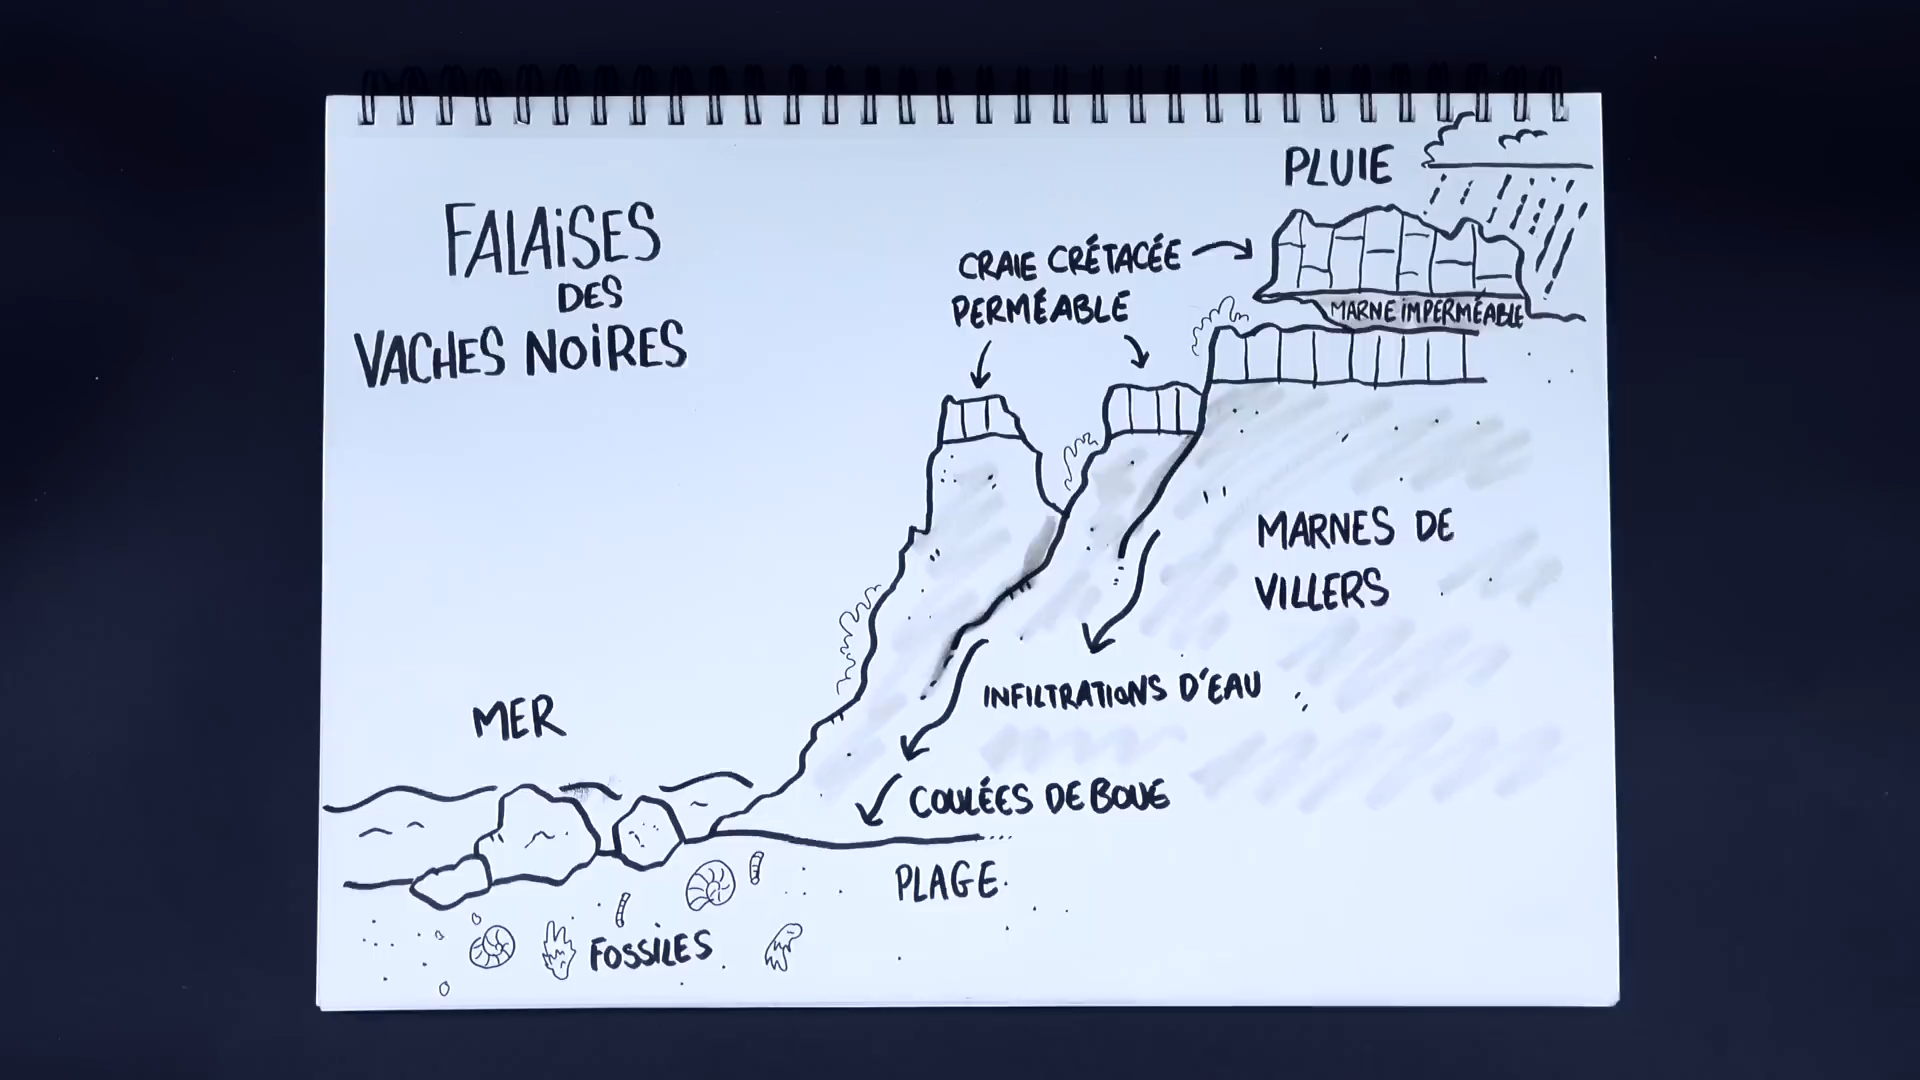 FALAiSES
DES
VACHES NOiRES
PLUIE
CRAIE CRÉTACÉE
PERMÉABLE
MARNE iMPERMÉABLE
MARNES DE
VILLERS
INFILTRATIONS D'EAU
MER
COULÉES DE BOUE
PLAGE
FOSSiLES